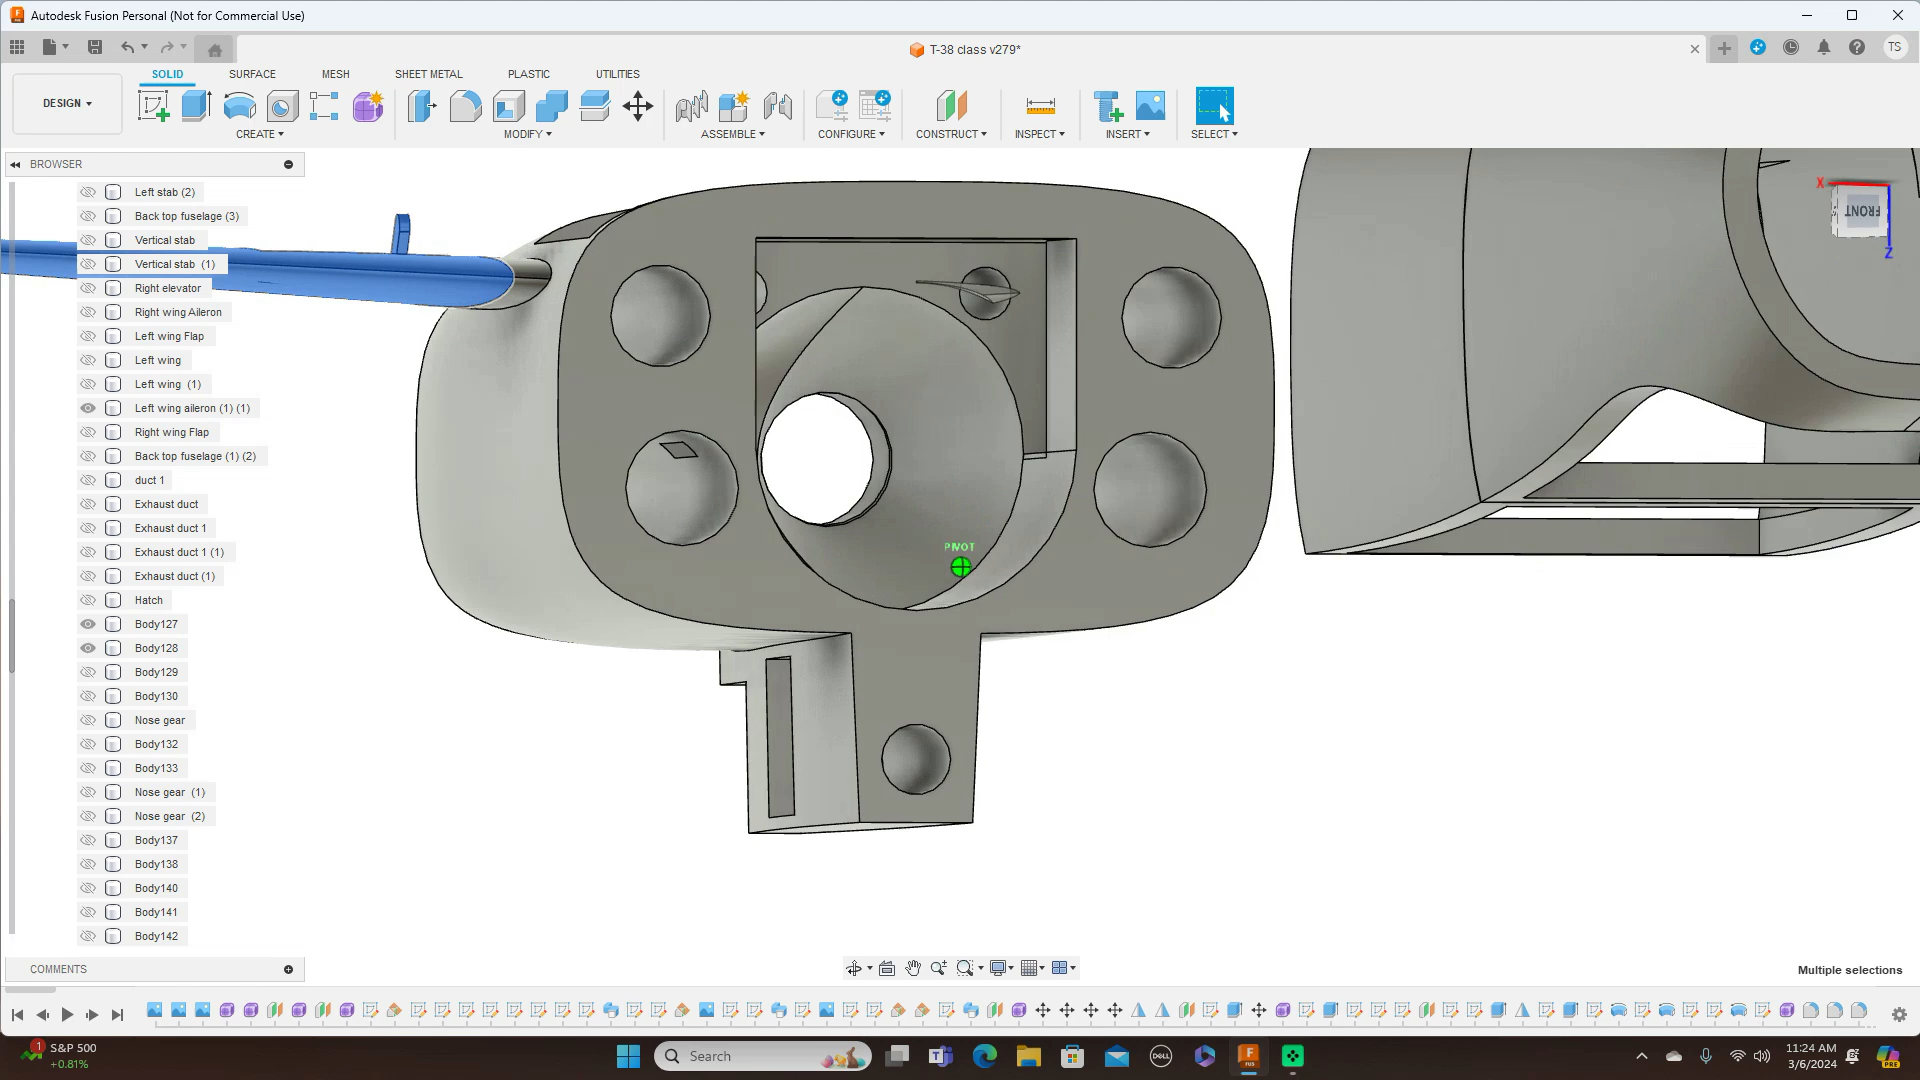 Autodesk Fusion Personal (Not for Commercial Use)
T-38 class v279*
TS
DESIGN
SOLID
SURFACE
MESH
SHEET METAL
PLASTIC
UTILITIES
CREATE
MODIFY
ASSEMBLE
CONFIGURE
CONSTRUCT
INSPECT
INSERT
SELECT
BROWSER
Left stab (2)
Back top fuselage (3)
Vertical stab
Vertical stab (1)
Right elevator
Right wing Aileron
Left wing Flap
Left wing
Left wing (1)
Left wing aileron (1) (1)
Right wing Flap
Back top fuselage (1) (2)
duct 1
Exhaust duct
Exhaust duct 1
Exhaust duct 1 (1)
Exhaust duct (1)
Hatch
Body127
Body128
Body129
Body130
Nose gear
Body132
Body133
Nose gear (1)
Nose gear (2)
Body137
Body138
Body140
Body141
Body142
PIVOT
X
FRONT
Z
COMMENTS
Multiple selections
1
S&P 500
+0.81%
Search
DELL
FUS
11:24 AM
3/6/2024
PRE